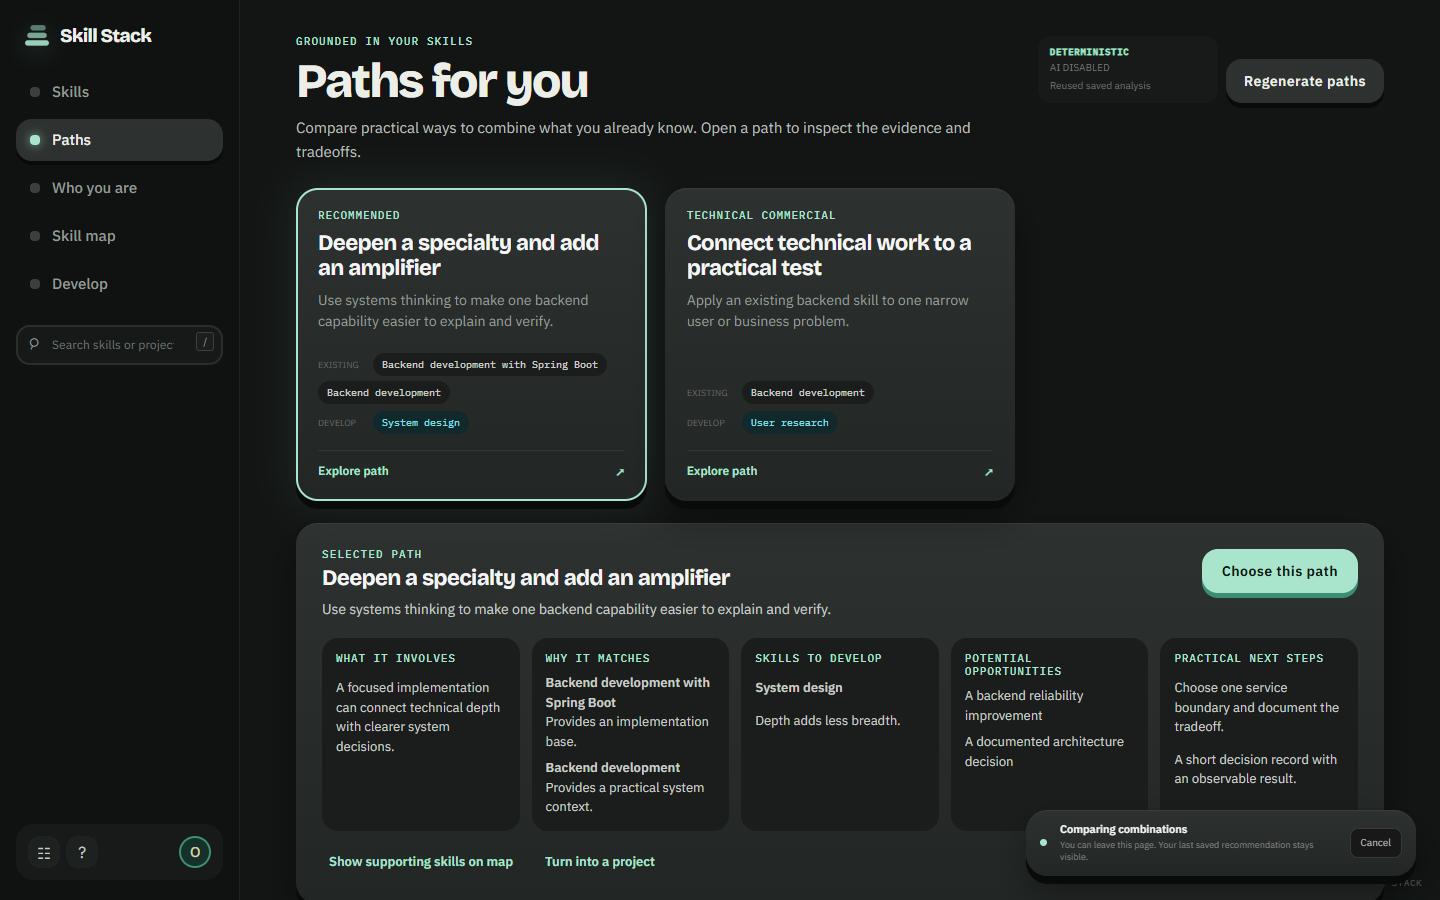 Skill Stack
Skills
Paths
Who you are
Skill map
Develop
Search skills or projec
/
?
O
GROUNDED IN YOUR SKILLS
Paths for you
Compare practical ways to combine what you already know. Open a path to inspect the evidence and
tradeoffs.
DETERMINISTIC
AI DISABLED
Reused saved analysis
Regenerate paths
RECOMMENDED
Deepen a specialty and add
an amplifier
Use systems thinking to make one backend
capability easier to explain and verify.
EXISTING Backend development with Spring Boot
Backend development
DEVELOP System design
Explore path ↗
TECHNICAL COMMERCIAL
Connect technical work to a
practical test
Apply an existing backend skill to one narrow
user or business problem.
EXISTING Backend development
DEVELOP User research
Explore path ↗
SELECTED PATH
Deepen a specialty and add an amplifier
Use systems thinking to make one backend capability easier to explain and verify.
Choose this path
WHAT IT INVOLVES
A focused implementation
can connect technical depth
with clearer system
decisions.
WHY IT MATCHES
Backend development with
Spring Boot
Provides an implementation
base.
Backend development
Provides a practical system
context.
SKILLS TO DEVELOP
System design
Depth adds less breadth.
POTENTIAL
OPPORTUNITIES
A backend reliability
improvement
A documented architecture
decision
PRACTICAL NEXT STEPS
Choose one service
boundary and document the
tradeoff.
A short decision record with
an observable result.
Show supporting skills on map
Turn into a project
Comparing combinations
You can leave this page. Your last saved recommendation stays
visible.
Cancel